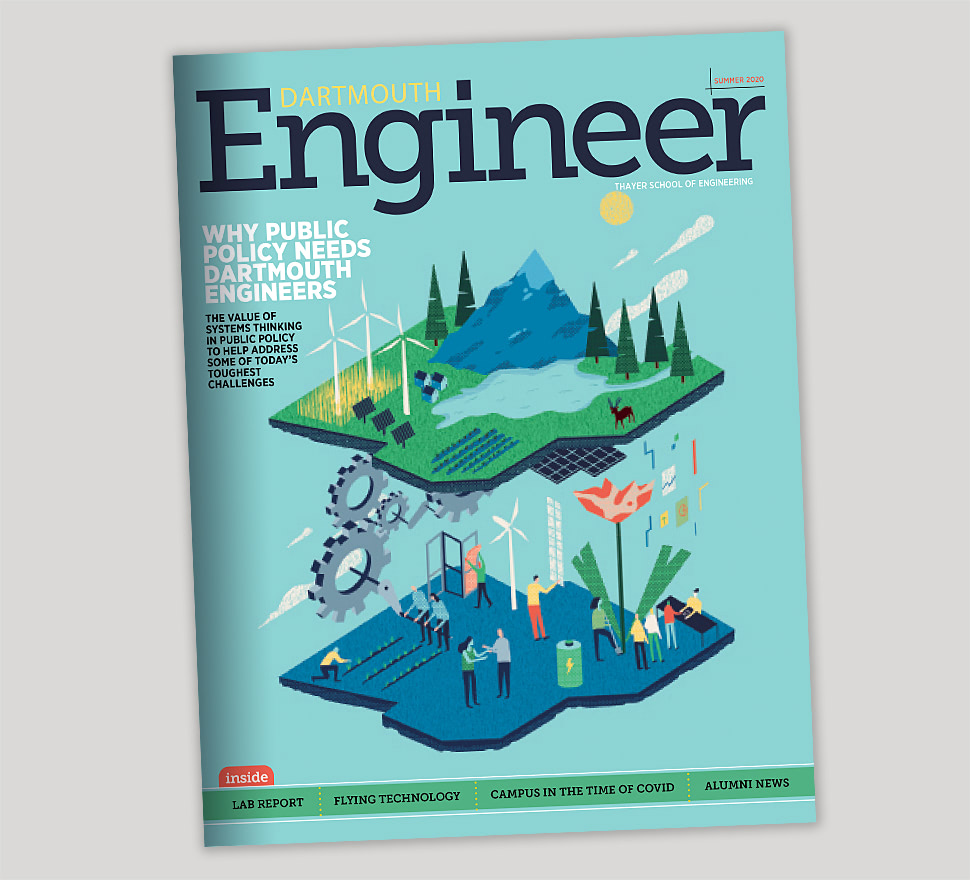 DARTMOUTH
Engineer
SUMMER 2020
THAYER SCHOOL OF ENGINEERING
WHY PUBLIC
POLICY NEEDS
DARTMOUTH
ENGINEERS
THE VALUE OF
SYSTEMS THINKING
IN PUBLIC POLICY
TO HELP ADDRESS
SOME OF TODAY'S
TOUGHEST
CHALLENGES
inside
LAB REPORT
FLYING TECHNOLOGY
CAMPUS IN THE TIME OF COVID
ALUMNI NEWS